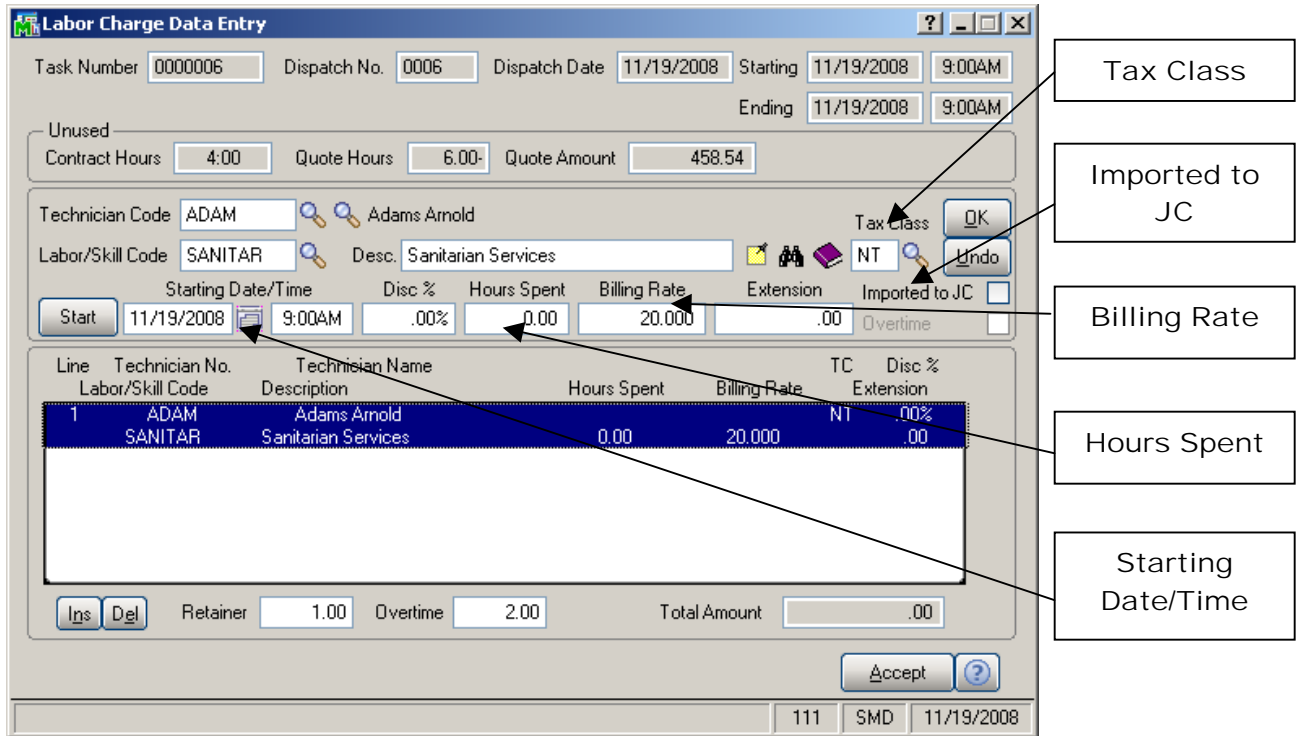 Labor Charge Data Entry
Task Number 0000006 Dispatch No. 0006 Dispatch Date 11/19/2008 Starting 11/19/2008 9:00AM
Ending 11/19/2008 9:00AM
Unused
Contract Hours 4:00 Quote Hours 6.00- Quote Amount 458.54
Technician Code ADAM Adams Arnold Tax Class OK
Labor/Skill Code SANITAR Desc. Sanitarian Services NT Undo
Starting Date/Time Disc % Hours Spent Billing Rate Extension Imported to JC
Start 11/19/2008 9:00AM .00% 0.00 20.000 .00 Overtime
Line Technician No. Technician Name TC Disc %
Labor/Skill Code Description Hours Spent Billing Rate Extension
1 ADAM Adams Arnold NT .00%
SANITAR Sanitarian Services 0.00 20.000 .00
Ins Del Retainer 1.00 Overtime 2.00 Total Amount .00
Accept
111 SMD 11/19/2008
Tax Class
Imported to
JC
Billing Rate
Hours Spent
Starting
Date/Time